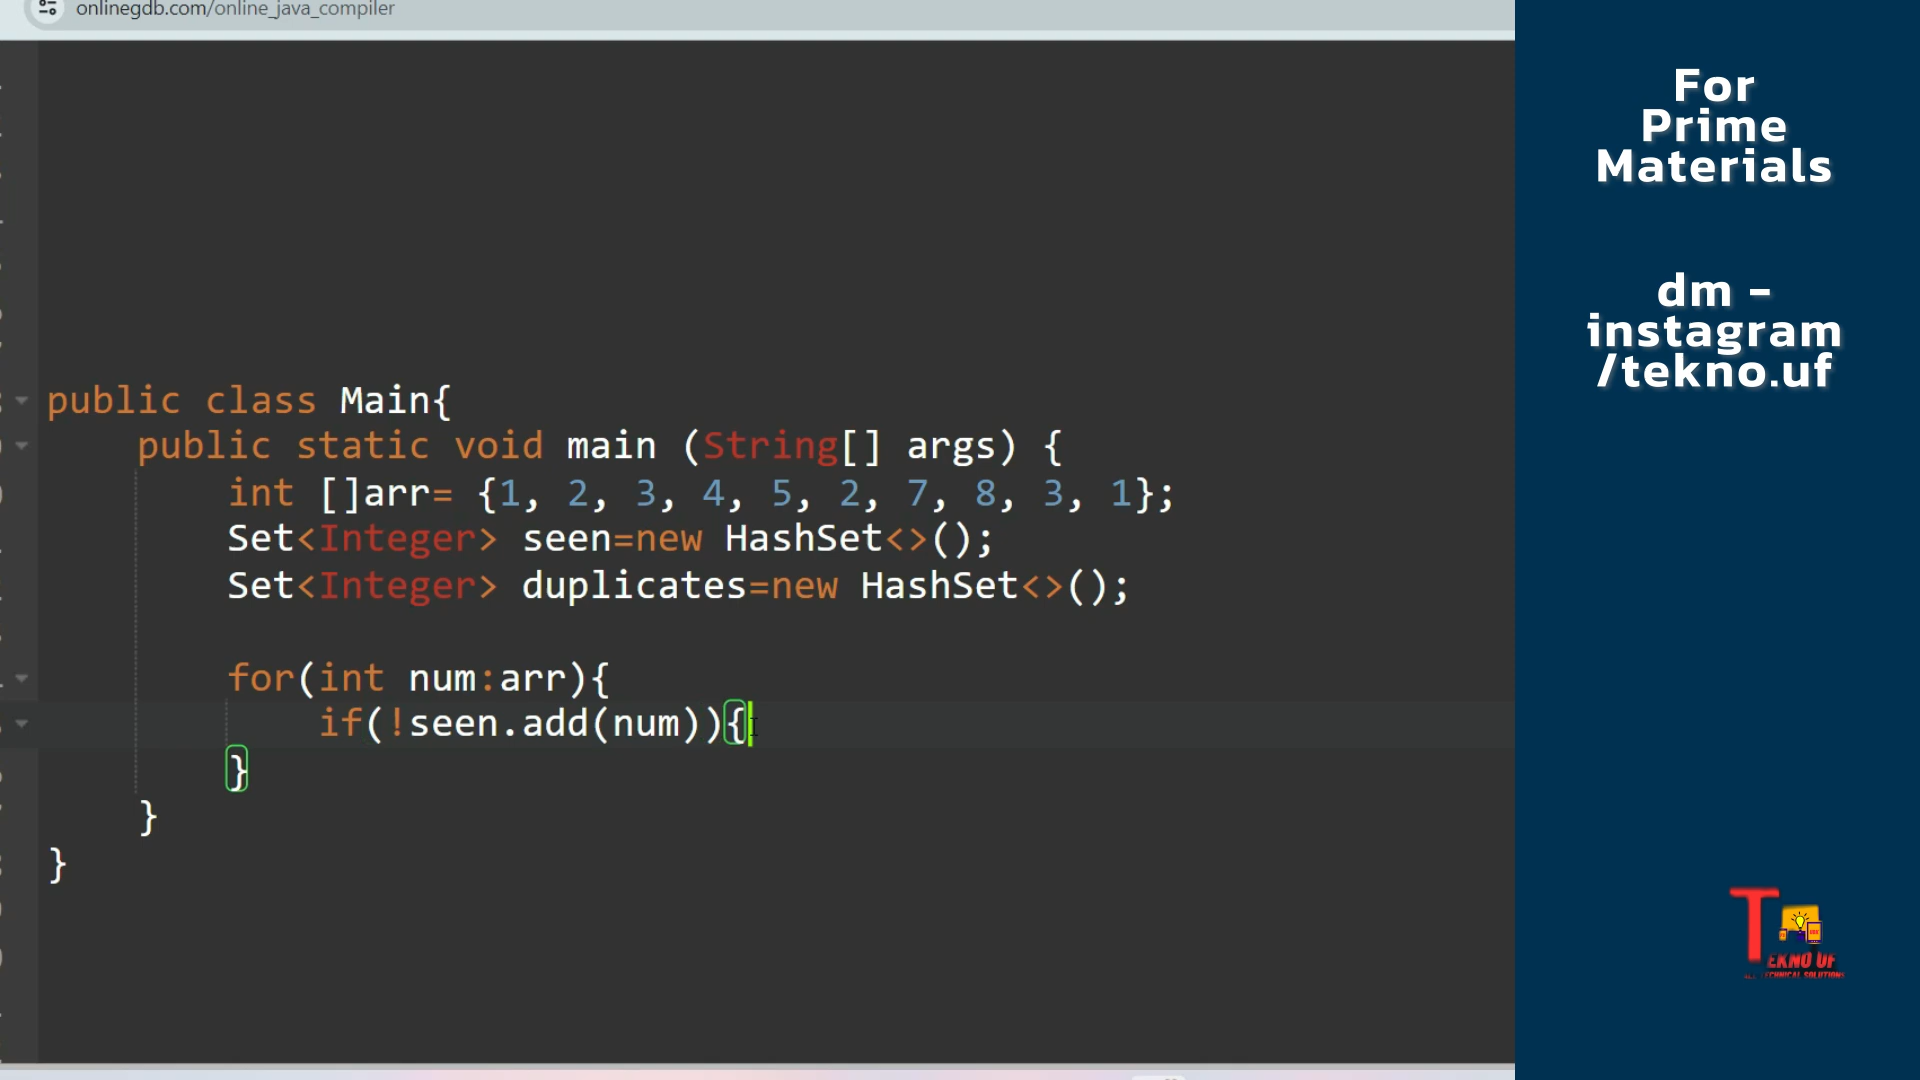 onlinegdb.com/online_java_compiler
public class Main{
public static void main (String[] args) {
int []arr= {1, 2, 3, 4, 5, 2, 7, 8, 3, 1};
Set<Integer> seen=new HashSet<>();
Set<Integer> duplicates=new HashSet<>();
for(int num:arr){
if(!seen.add(num)){
}
}
}
For
Prime
Materials
dm -
instagram
/tekno.uf
TEKNO UF